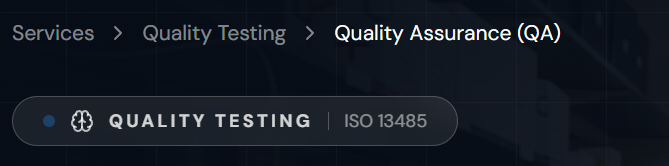 Services > Quality Testing > Quality Assurance (QA)
QUALITY TESTING | ISO 13485